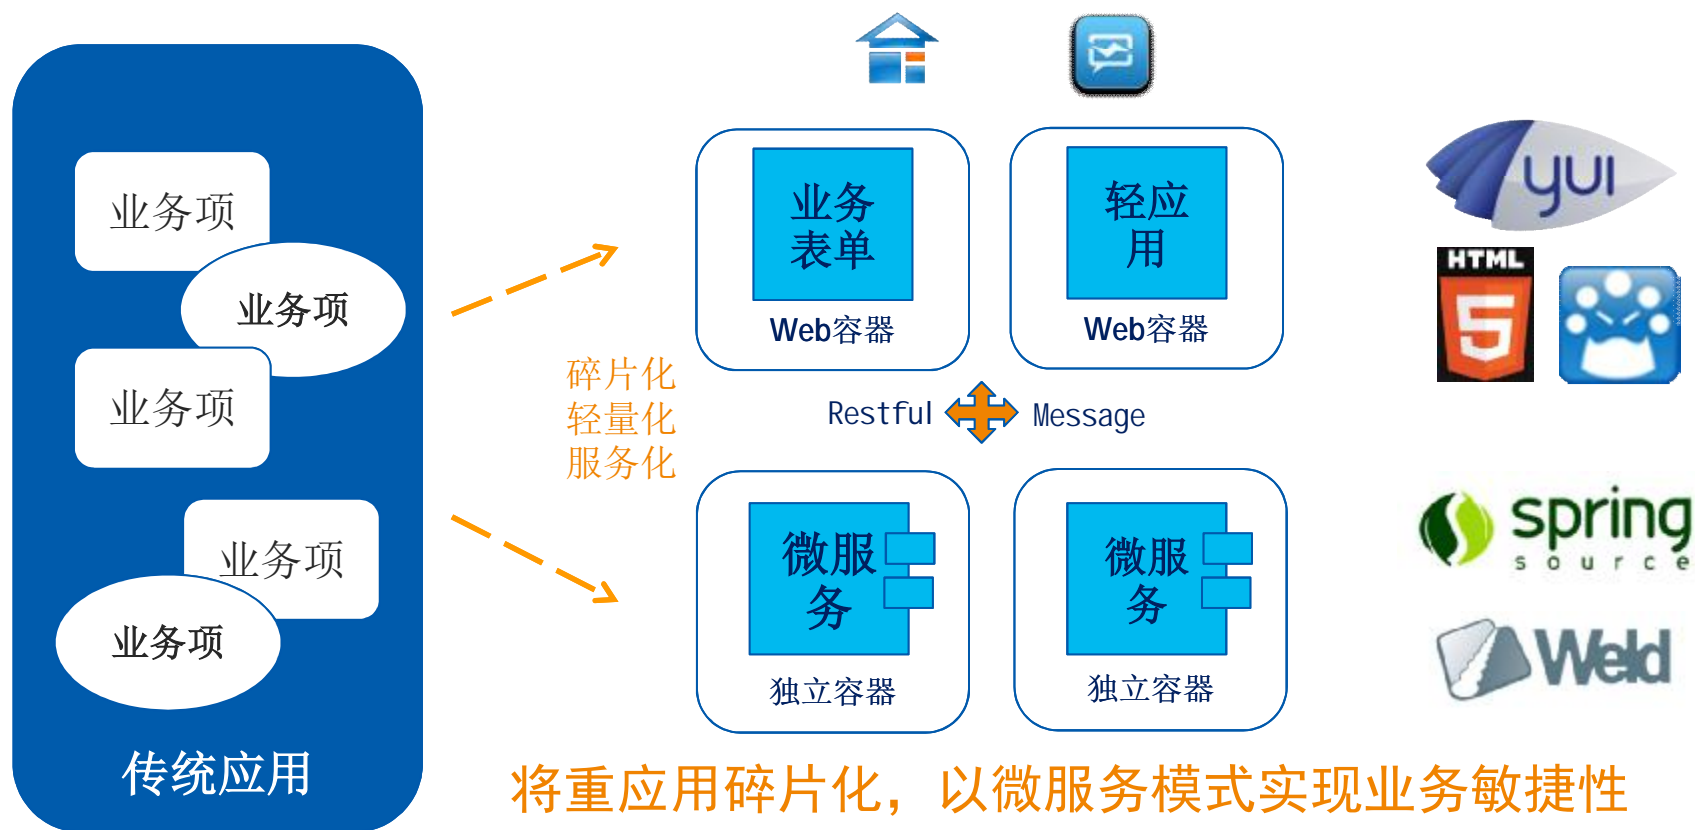 业务项
业务项
业务项
业务项
业务项
传统应用
碎片化
轻量化
服务化
业务
表单
Web容器
轻应
用
Web容器
Restful
Message
微服
务
独立容器
微服
务
独立容器
yui
HTML
5
spring
source
Weld
将重应用碎片化，以微服务模式实现业务敏捷性